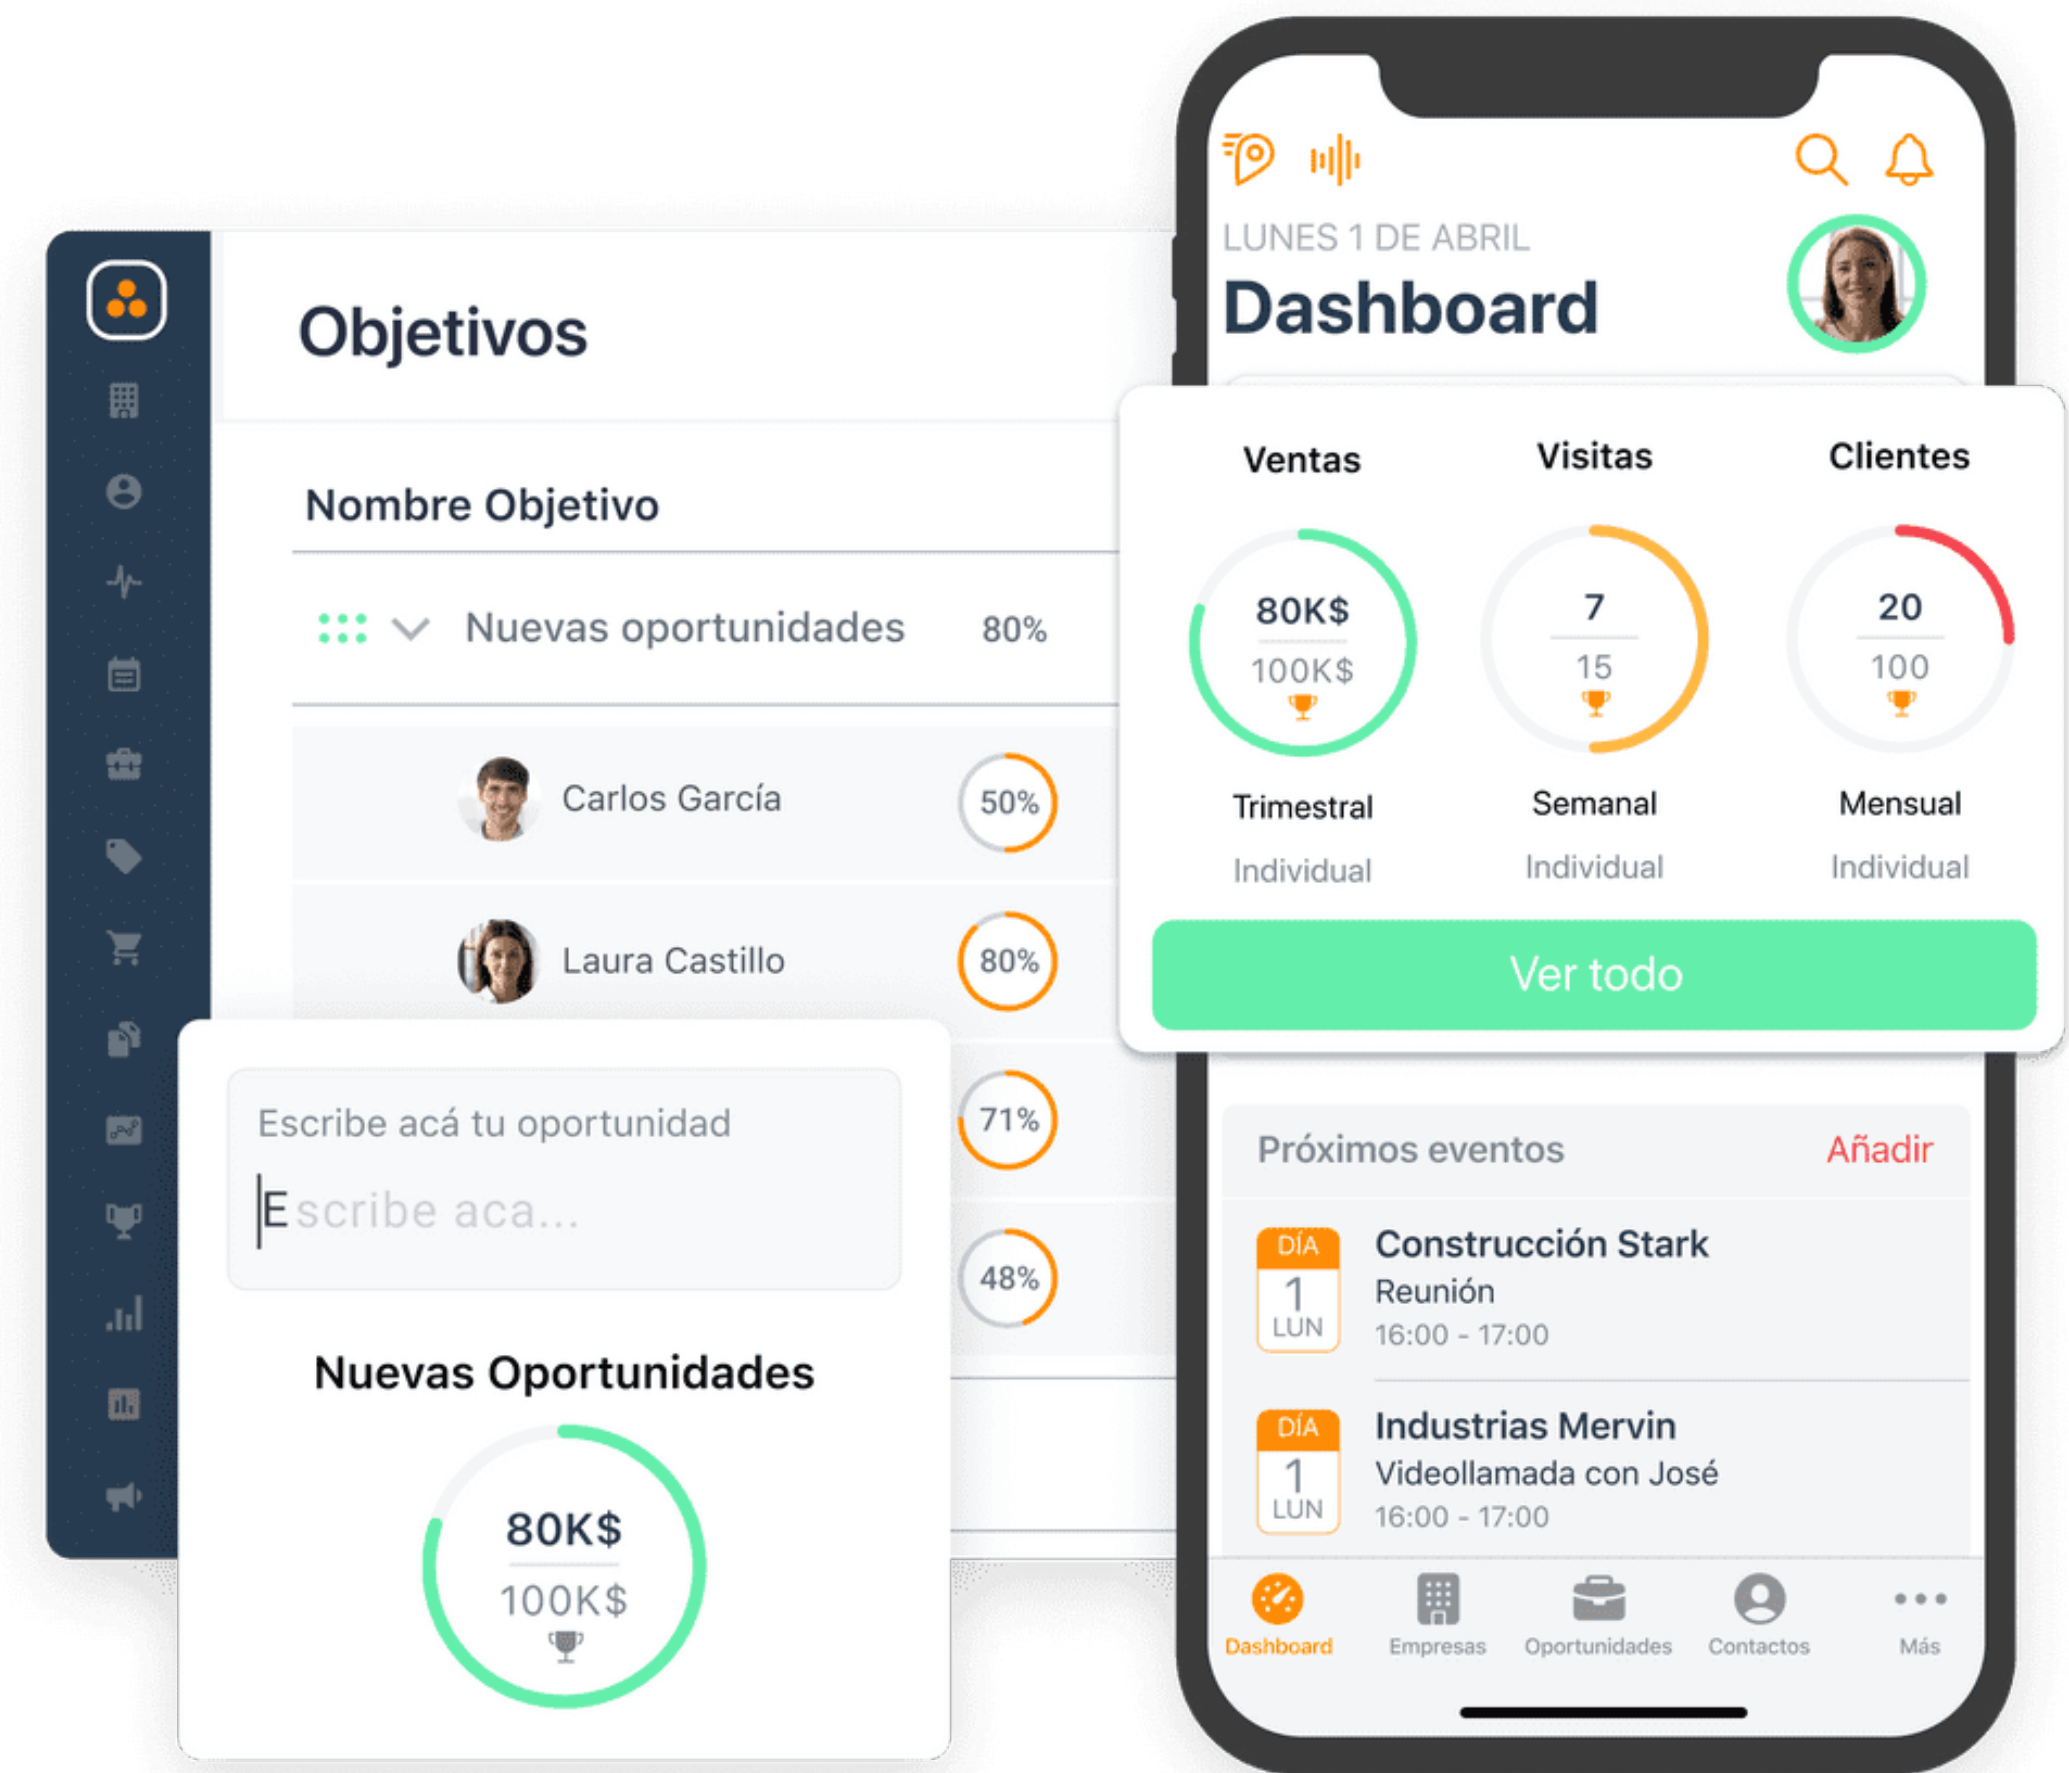 Objetivos
Nombre Objetivo
Nuevas oportunidades 80%
Carlos García 50%
Laura Castillo 80%
71%
48%
Escribe acá tu oportunidad
Escribe aca...
Nuevas Oportunidades
80K$
100K$
LUNES 1 DE ABRIL
Dashboard
Ventas Visitas Clientes
80K$ 7 20
100K$ 15 100
Trimestral Semanal Mensual
Individual Individual Individual
Ver todo
Próximos eventos Añadir
DÍA
1
LUN
Construcción Stark
Reunión
16:00 - 17:00
DÍA
1
LUN
Industrias Mervin
Videollamada con José
16:00 - 17:00
Dashboard Empresas Oportunidades Contactos Más